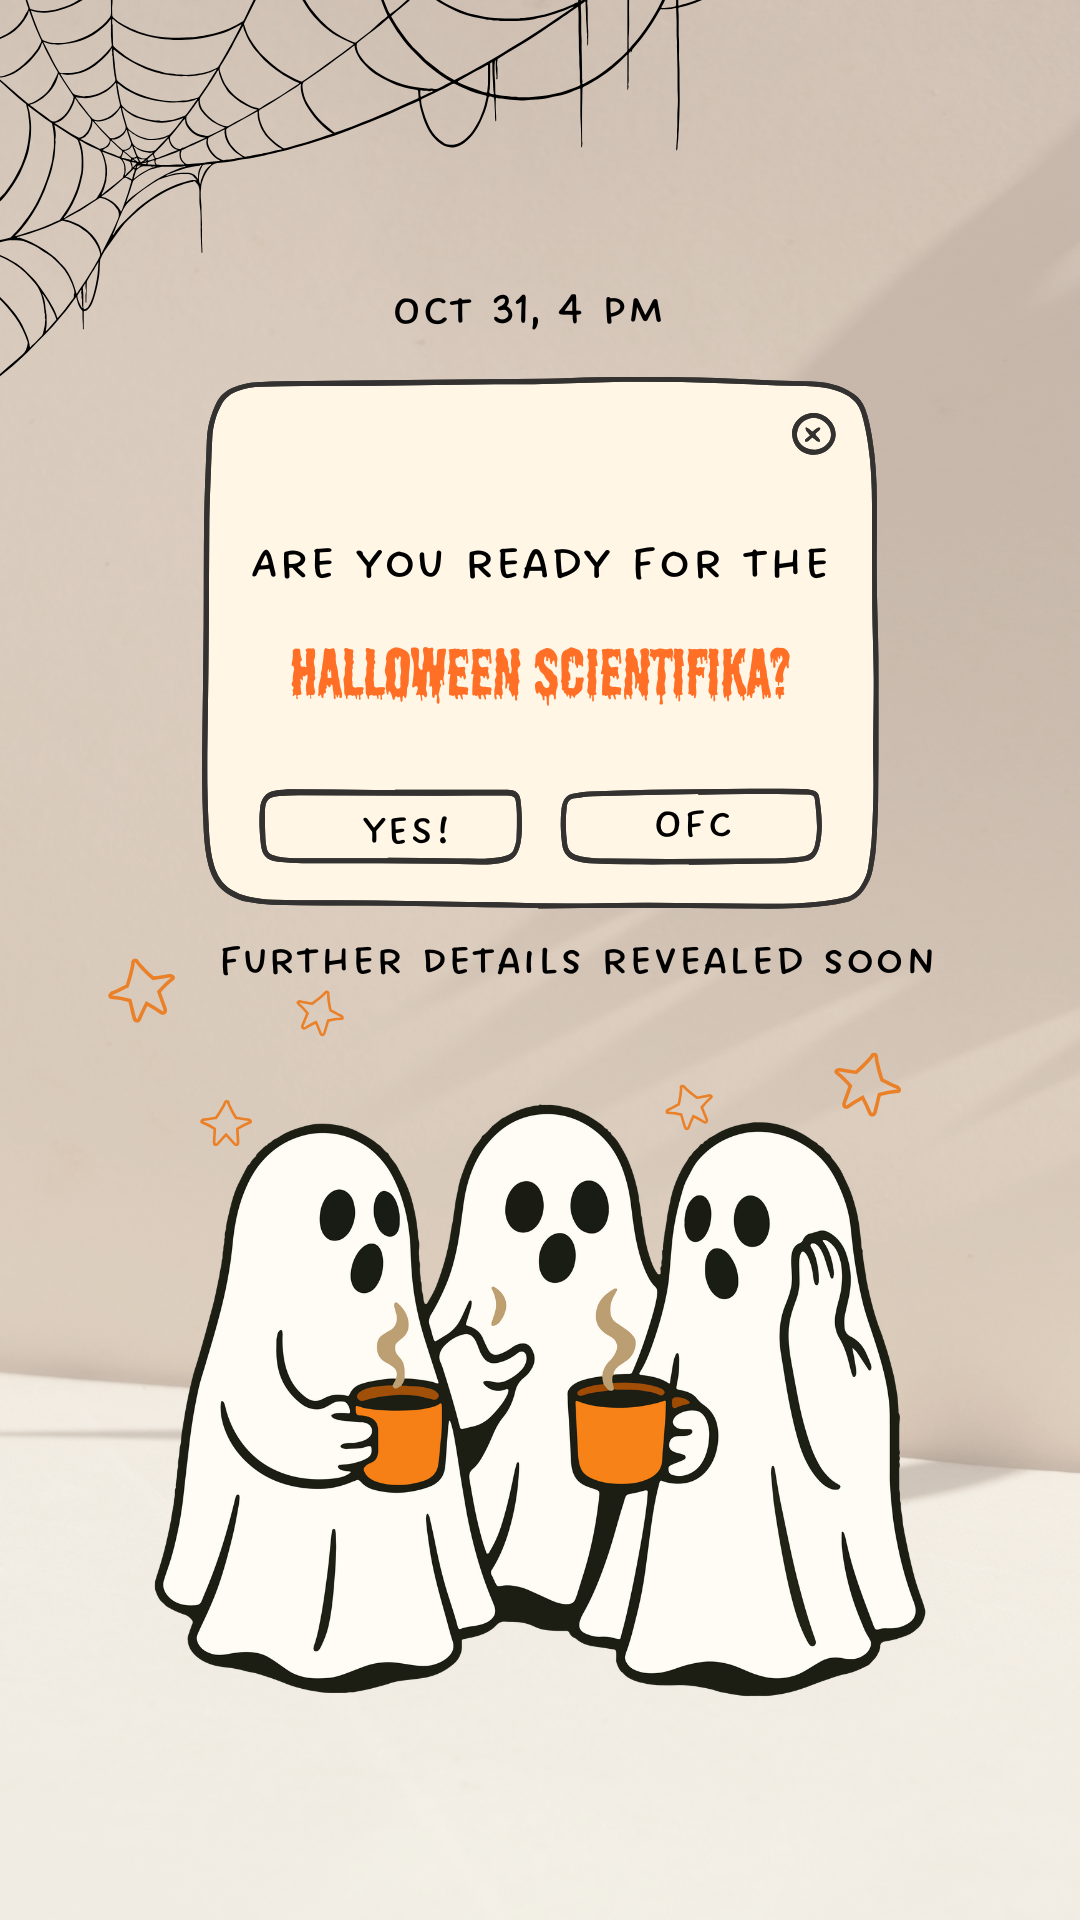 OCT 31, 4 PM
ARE YOU READY FOR THE
HALLOWEEN SCIENTIFIKA?
YES!
OFC
FURTHER DETAILS REVEALED SOON